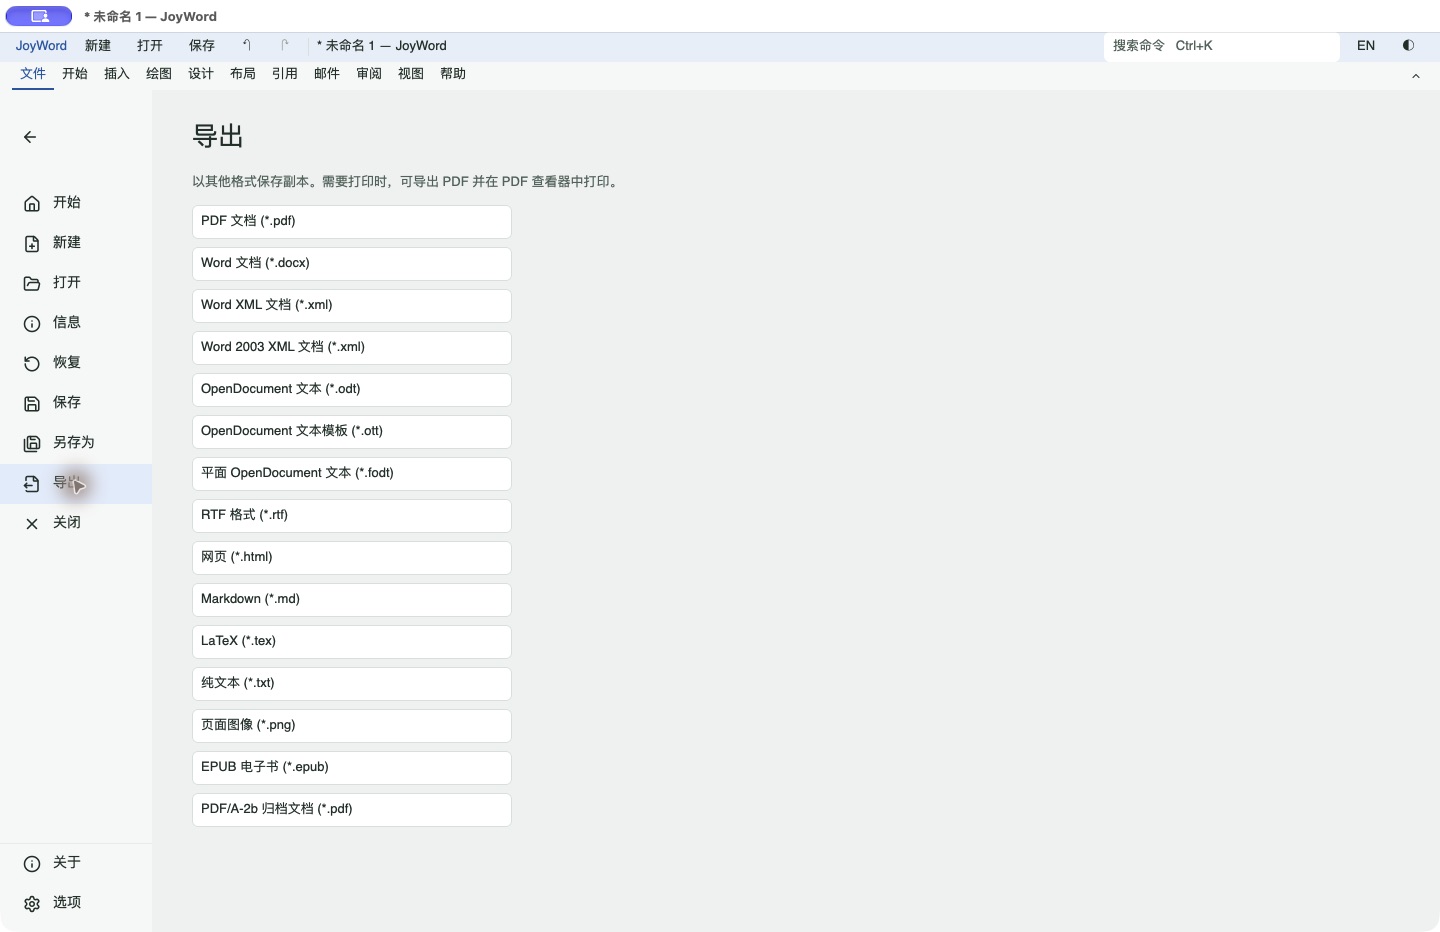 * 未命名 1 — JoyWord
JoyWord 新建 打开 保存 * 未命名 1 — JoyWord 搜索命令 Ctrl+K EN
文件 开始 插入 绘图 设计 布局 引用 邮件 审阅 视图 帮助
开始
新建
打开
信息
恢复
保存
另存为
导出
关闭
关于
选项
导出
以其他格式保存副本。需要打印时，可导出 PDF 并在 PDF 查看器中打印。
PDF 文档 (*.pdf)
Word 文档 (*.docx)
Word XML 文档 (*.xml)
Word 2003 XML 文档 (*.xml)
OpenDocument 文本 (*.odt)
OpenDocument 文本模板 (*.ott)
平面 OpenDocument 文本 (*.fodt)
RTF 格式 (*.rtf)
网页 (*.html)
Markdown (*.md)
LaTeX (*.tex)
纯文本 (*.txt)
页面图像 (*.png)
EPUB 电子书 (*.epub)
PDF/A-2b 归档文档 (*.pdf)